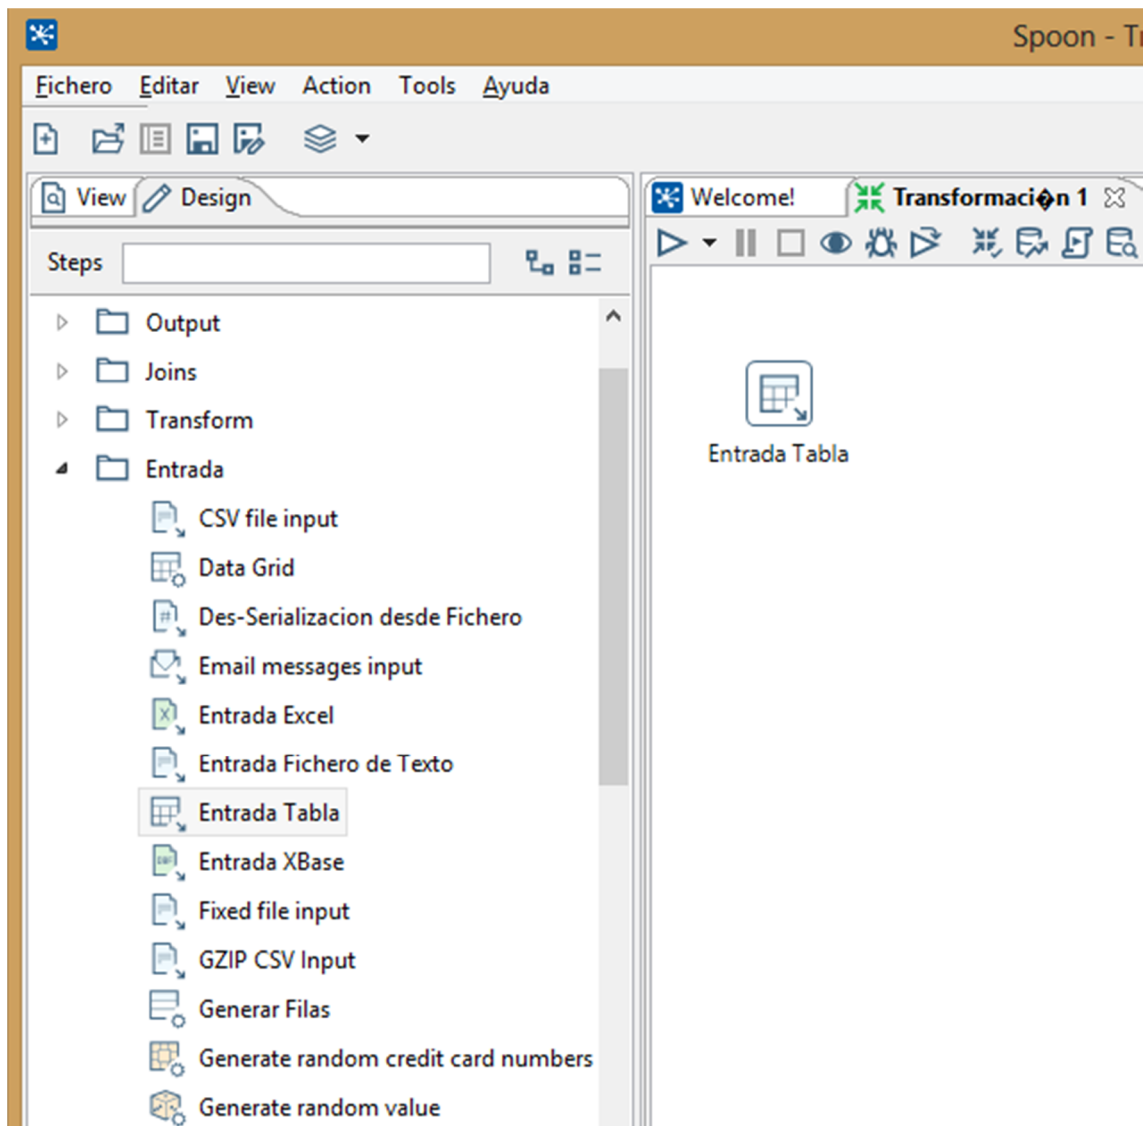 Spoon - Tr
Fichero Editar View Action Tools Ayuda
View Design
Welcome! Transformaci�n 1
Steps
Output
Joins
Transform
Entrada
CSV file input
Data Grid
Des-Serializacion desde Fichero
Email messages input
Entrada Excel
Entrada Fichero de Texto
Entrada Tabla
Entrada XBase
Fixed file input
GZIP CSV Input
Generar Filas
Generate random credit card numbers
Generate random value
Entrada Tabla